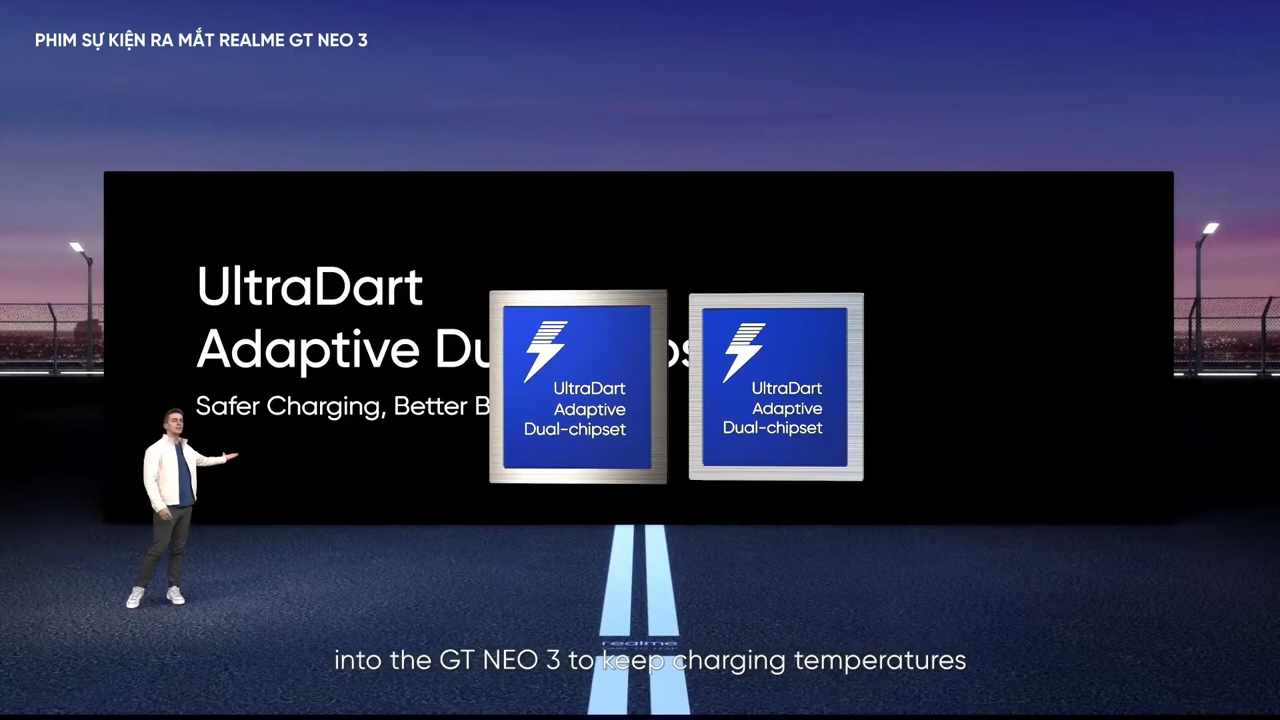 PHIM SỰ KIỆN RA MẮT REALME GT NEO 3
UltraDart
Adaptive
Safer Charging, Better
UltraDart
Adaptive
Dual-chipset
UltraDart
Adaptive
Dual-chipset
realme
into the GT NEO 3 to keep charging temperatures